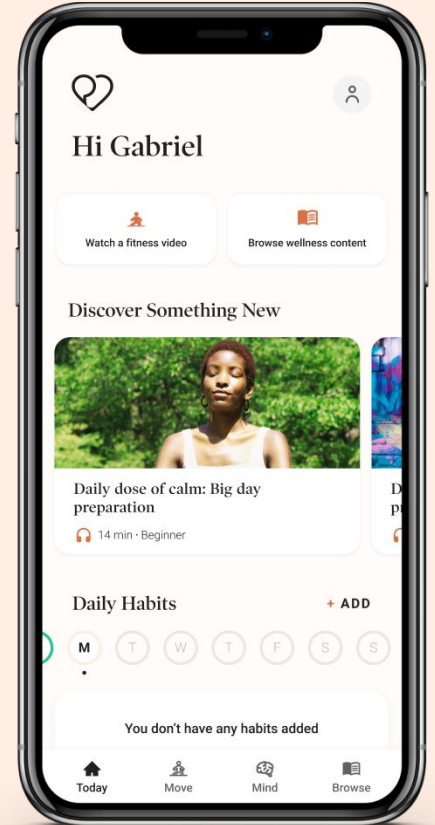 Hi Gabriel
Watch a fitness video
Browse wellness content
Discover Something New
Daily dose of calm: Big day
preparation
14 min · Beginner
Daily Habits
+ ADD
M T W T F S S
You don't have any habits added
Today
Move
Mind
Browse